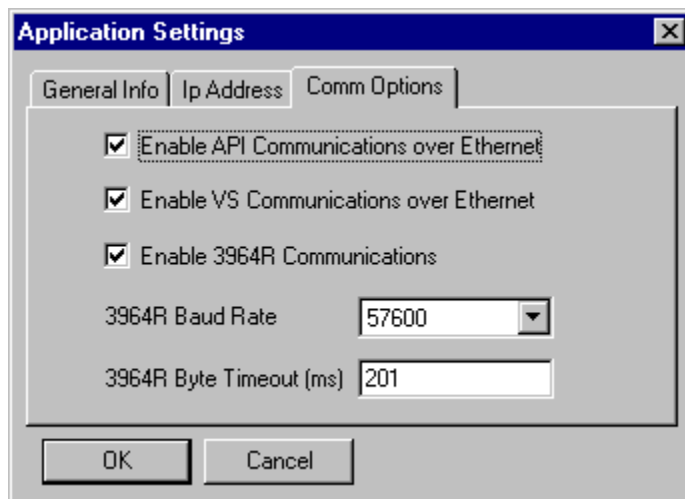 Application Settings
General Info Ip Address Comm Options
Enable API Communications over Ethernet
Enable VS Communications over Ethernet
Enable 3964R Communications
3964R Baud Rate 57600
3964R Byte Timeout (ms) 201
OK Cancel